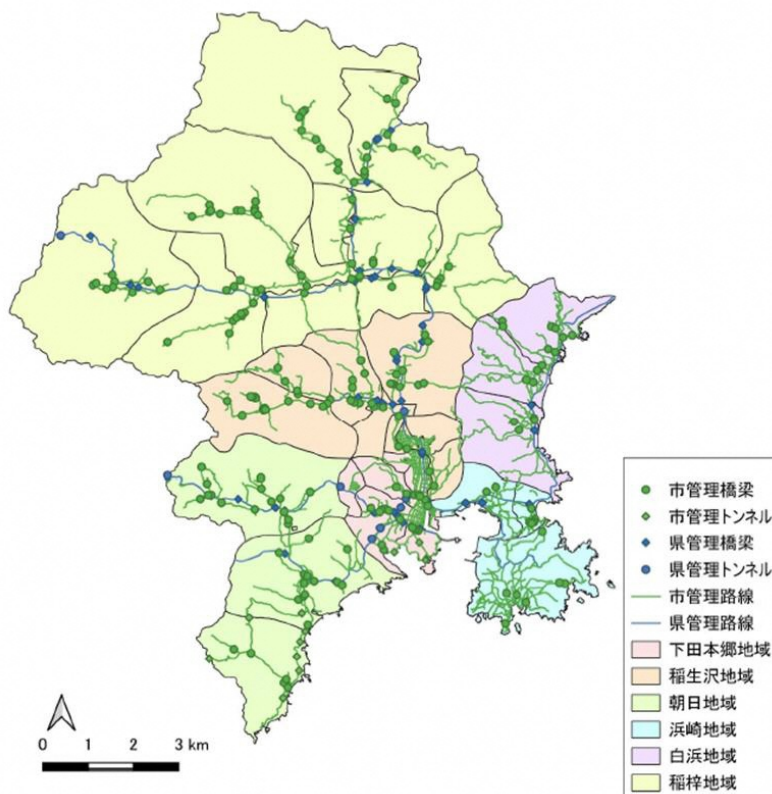 市管理橋梁
市管理トンネル
県管理橋梁
県管理トンネル
市管理路線
県管理路線
下田本郷地域
稲生沢地域
朝日地域
浜崎地域
白浜地域
稲梓地域
0 1 2 3 km